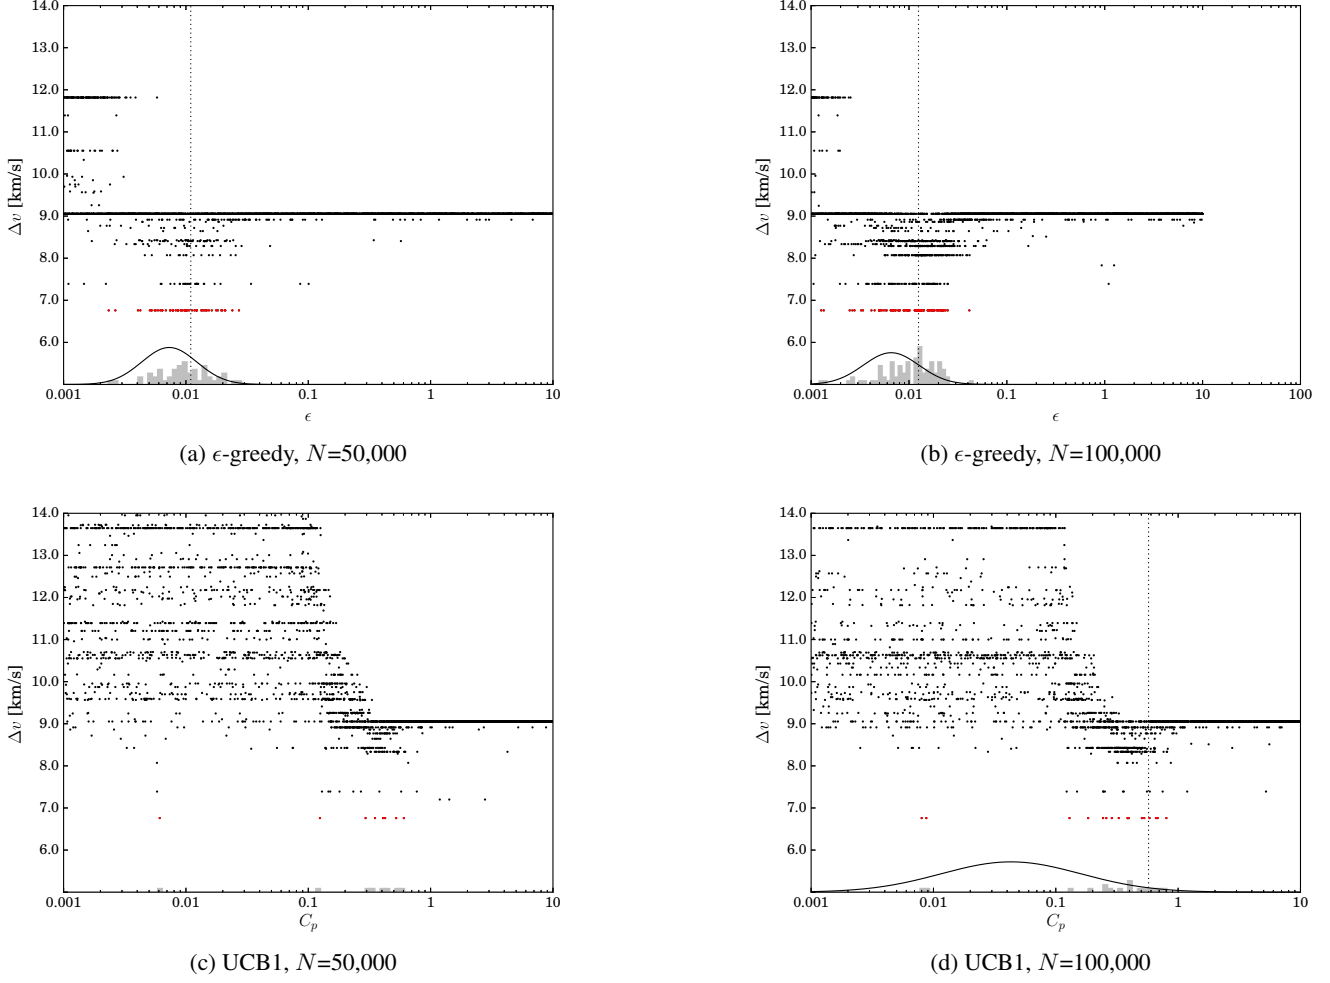 14.0
13.0
12.0
11.0
10.0
9.0
8.0
7.0
6.0
Δv [km/s]
0.001 0.01 0.1 1 10
ϵ
(a) ϵ-greedy, N=50,000
14.0
13.0
12.0
11.0
10.0
9.0
8.0
7.0
6.0
Δv [km/s]
0.001 0.01 0.1 1 10 100
ϵ
(b) ϵ-greedy, N=100,000
14.0
13.0
12.0
11.0
10.0
9.0
8.0
7.0
6.0
Δv [km/s]
0.001 0.01 0.1 1 10
Cp
(c) UCB1, N=50,000
14.0
13.0
12.0
11.0
10.0
9.0
8.0
7.0
6.0
Δv [km/s]
0.001 0.01 0.1 1 10
Cp
(d) UCB1, N=100,000